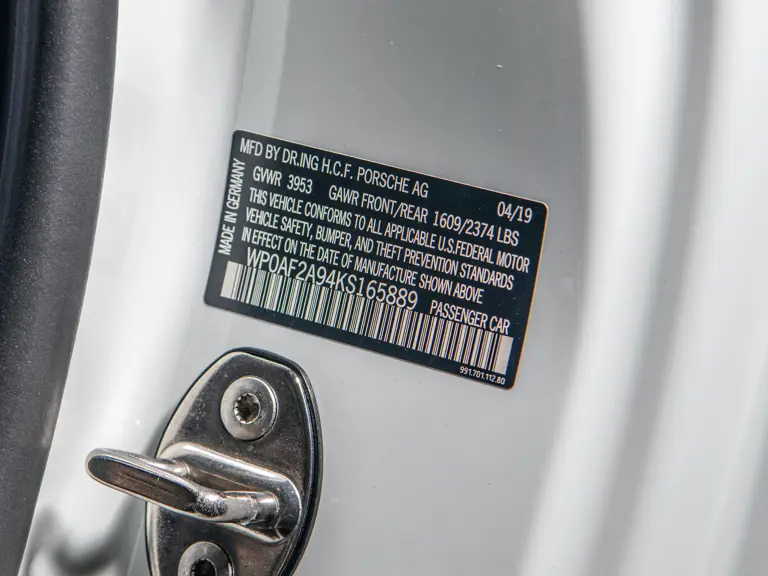 MFD BY DR.ING H.C.F. PORSCHE AG 04/19
GVWR 3953 GAWR FRONT/REAR 1609/2374 LBS
THIS VEHICLE CONFORMS TO ALL APPLICABLE U.S.FEDERAL MOTOR
VEHICLE SAFETY, BUMPER, AND THEFT PREVENTION STANDARDS
IN EFFECT ON THE DATE OF MANUFACTURE SHOWN ABOVE
WP0AF2A94KS165889 PASSENGER CAR
991.701.112.80
MADE IN GERMANY